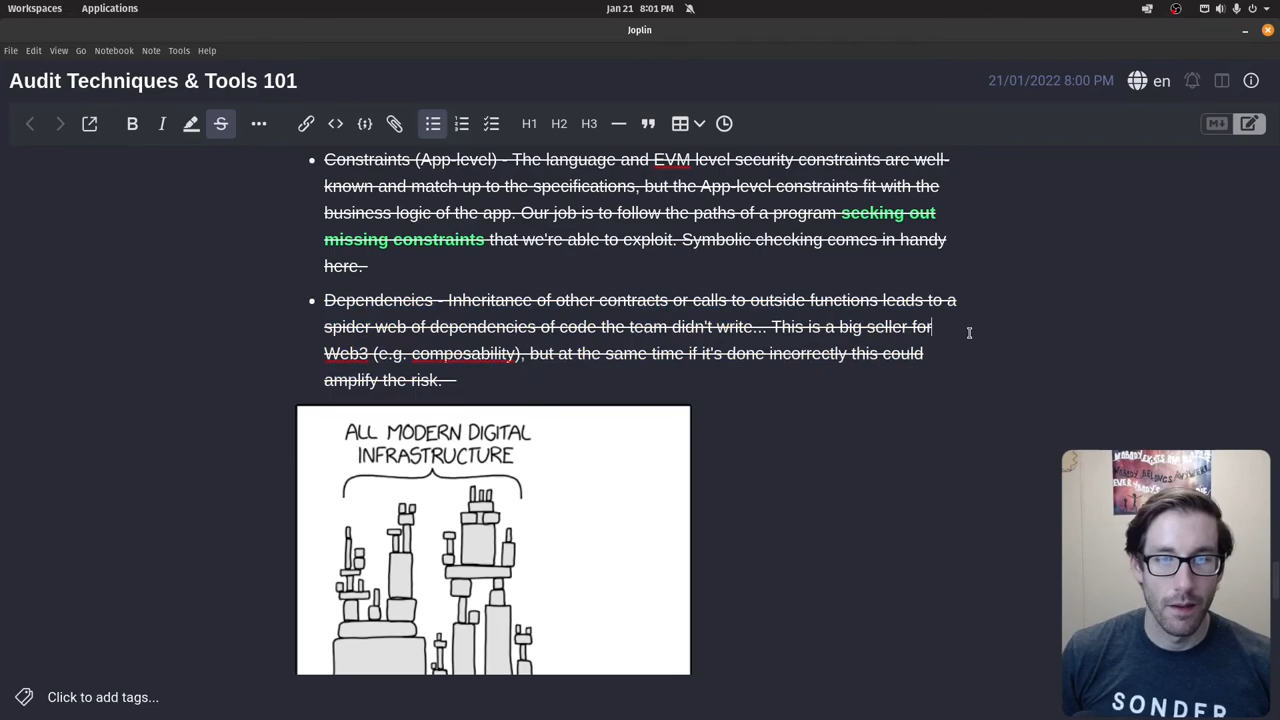 Workspaces Applications Jan 21 8:01 PM
Joplin
File Edit View Go Notebook Note Tools Help
Audit Techniques & Tools 101 21/01/2022 8:00 PM en
B I S H1 H2 H3 M
Constraints (App-level) - The language and EVM level security constraints are well-
known and match up to the specifications, but the App-level constraints fit with the
business logic of the app. Our job is to follow the paths of a program seeking out
missing constraints that we're able to exploit. Symbolic checking comes in handy
here.
Dependencies - Inheritance of other contracts or calls to outside functions leads to a
spider web of dependencies of code the team didn't write... This is a big seller for
Web3 (e.g. composability), but at the same time if it's done incorrectly this could
amplify the risk.
ALL MODERN DIGITAL
INFRASTRUCTURE
NOBODY EXISTS
NOBODY BELONGS ANYWHERE
SONDER
Click to add tags...